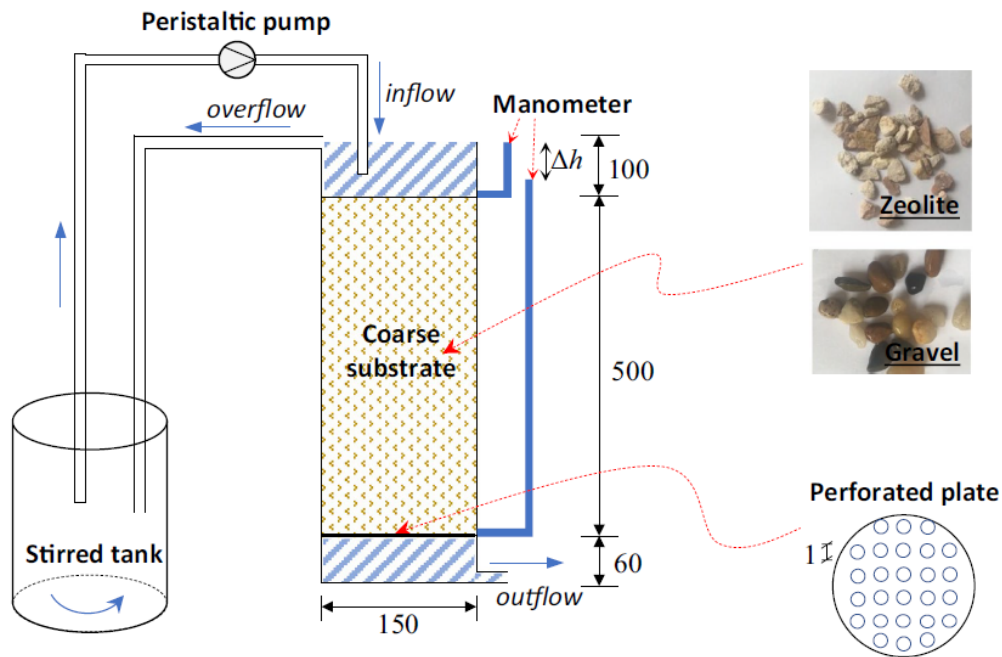 Peristaltic pump
overflow
inflow
Manometer
Δh
100
Zeolite
Coarse
substrate
500
Gravel
Perforated plate
1
Stirred tank
60
outflow
150